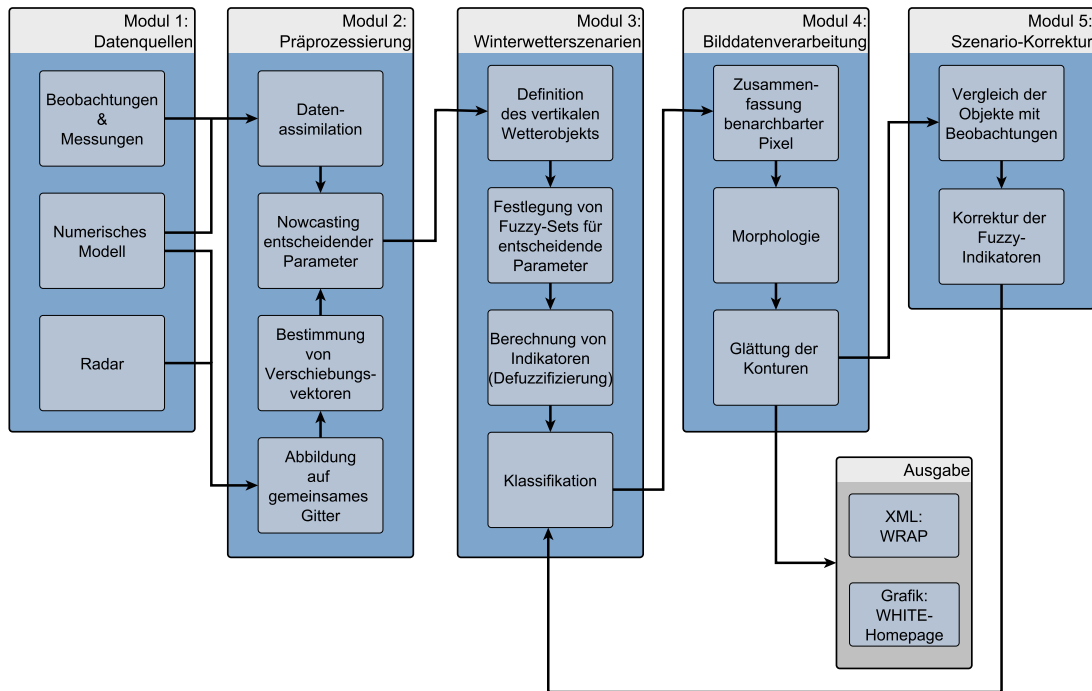 Modul 1:
Datenquellen
Beobachtungen
&
Messungen
Numerisches
Modell
Radar
Modul 2:
Präprozessierung
Daten-
assimilation
Nowcasting
entscheidender
Parameter
Bestimmung
von
Verschiebungs-
vektoren
Abbildung
auf
gemeinsames
Gitter
Modul 3:
Winterwetterszenarien
Definition
des vertikalen
Wetterobjekts
Festlegung von
Fuzzy-Sets für
entscheidende
Parameter
Berechnung von
Indikatoren
(Defuzzifizierung)
Klassifikation
Modul 4:
Bilddatenverarbeitung
Zusammen-
fassung
benarchbarter
Pixel
Morphologie
Glättung der
Konturen
Modul 5:
Szenario-Korrektur
Vergleich der
Objekte mit
Beobachtungen
Korrektur der
Fuzzy-
Indikatoren
Ausgabe
XML:
WRAP
Grafik:
WHITE-
Homepage